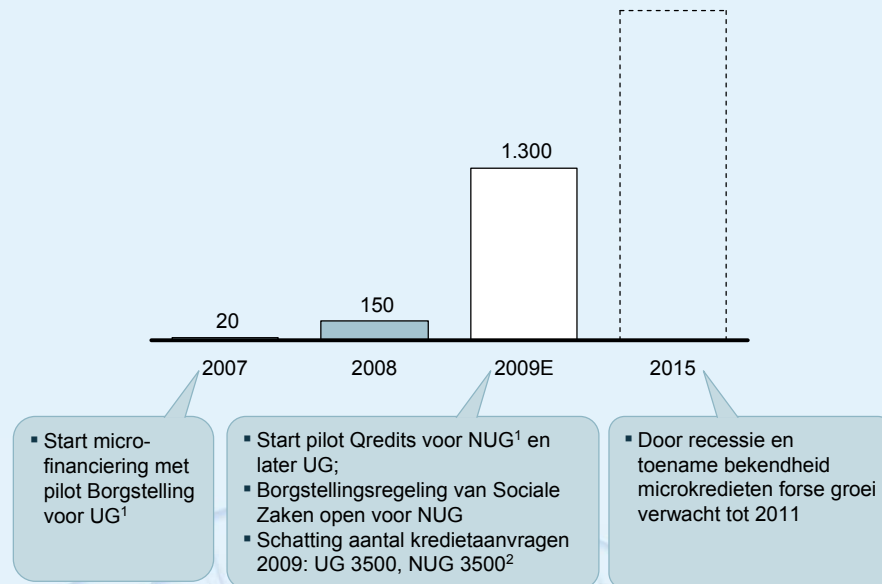 1.300
150
20
2007
2008
2009E
2015
▪ Start micro-
financiering met
pilot Borgstelling
voor UG¹
▪ Start pilot Qredits voor NUG¹ en
later UG;
▪ Borgstellingsregeling van Sociale
Zaken open voor NUG
▪ Schatting aantal kredietaanvragen
2009: UG 3500, NUG 3500²
▪ Door recessie en
toename bekendheid
microkredieten forse groei
verwacht tot 2011